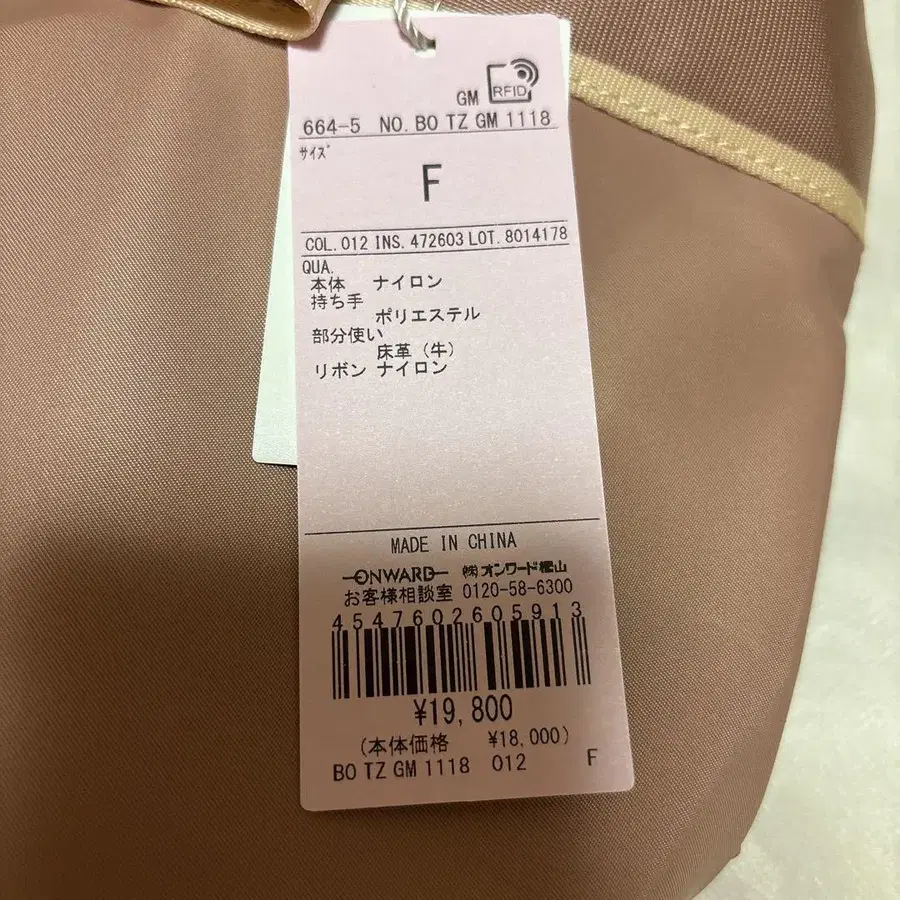 GM RFID
664-5 NO. BO TZ GM 1118
サイズ
F
COL. 012 INS. 472603 LOT. 8014178
QUA.
本体 ナイロン
持ち手
ポリエステル
部分使い
床革（牛）
リボン ナイロン
MADE IN CHINA
ONWARD ㈱オンワード樫山
お客様相談室 0120-58-6300
4547602605913
¥19,800
(本体価格 ¥18,000)
BO TZ GM 1118 012 F